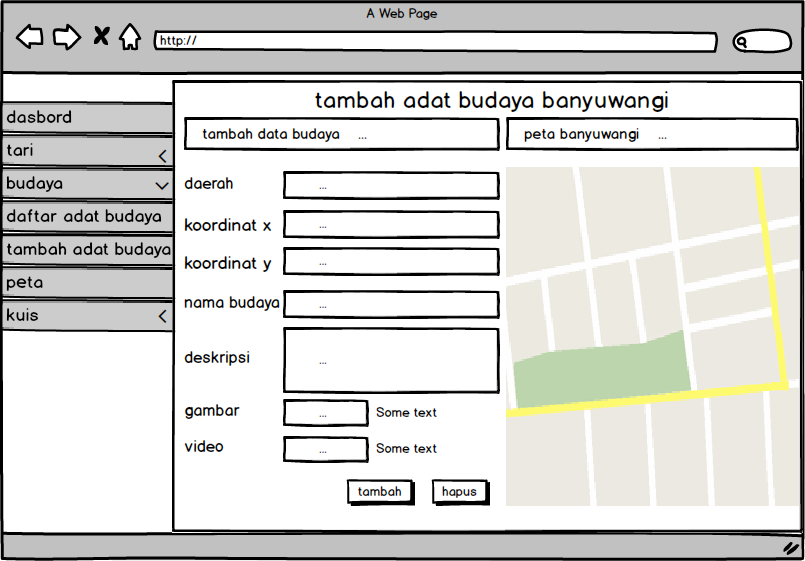 A Web Page
http://
tambah adat budaya banyuwangi
tambah data budaya ...
peta banyuwangi ...
dasbord
tari
budaya
daftar adat budaya
tambah adat budaya
peta
kuis
daerah ...
koordinat x ...
koordinat y ...
nama budaya ...
deskripsi ...
gambar ... Some text
video ... Some text
tambah hapus